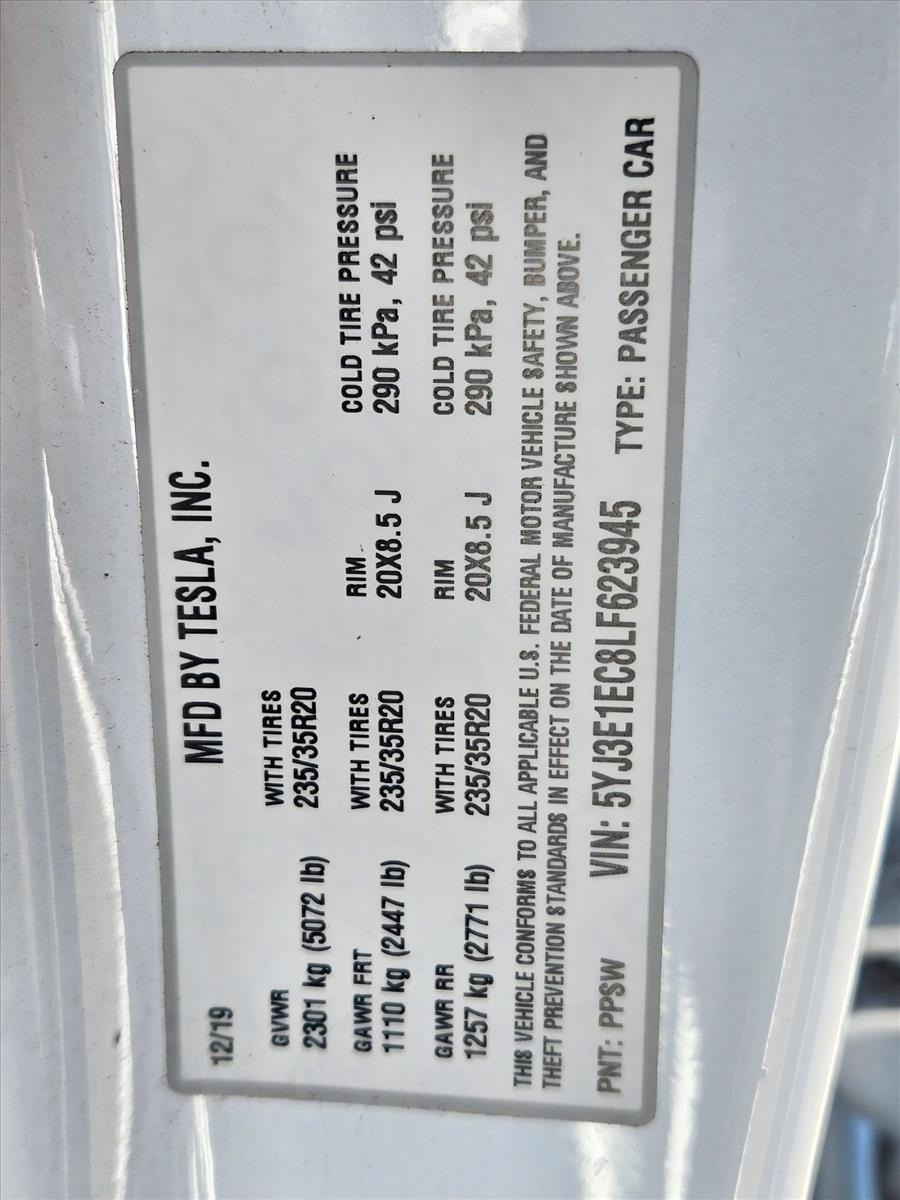 MFD BY TESLA, INC.
12/19
GVWR WITH TIRES
2301 kg (5072 lb) 235/35R20
GAWR FRT WITH TIRES RIM COLD TIRE PRESSURE
1110 kg (2447 lb) 235/35R20 20X8.5 J 290 kPa, 42 psi
GAWR RR WITH TIRES RIM COLD TIRE PRESSURE
1257 kg (2771 lb) 235/35R20 20X8.5 J 290 kPa, 42 psi
THIS VEHICLE CONFORMS TO ALL APPLICABLE U.S. FEDERAL MOTOR VEHICLE SAFETY, BUMPER, AND
THEFT PREVENTION STANDARDS IN EFFECT ON THE DATE OF MANUFACTURE SHOWN ABOVE.
PNT: PPSW VIN: 5YJ3E1EC8LF623945 TYPE: PASSENGER CAR